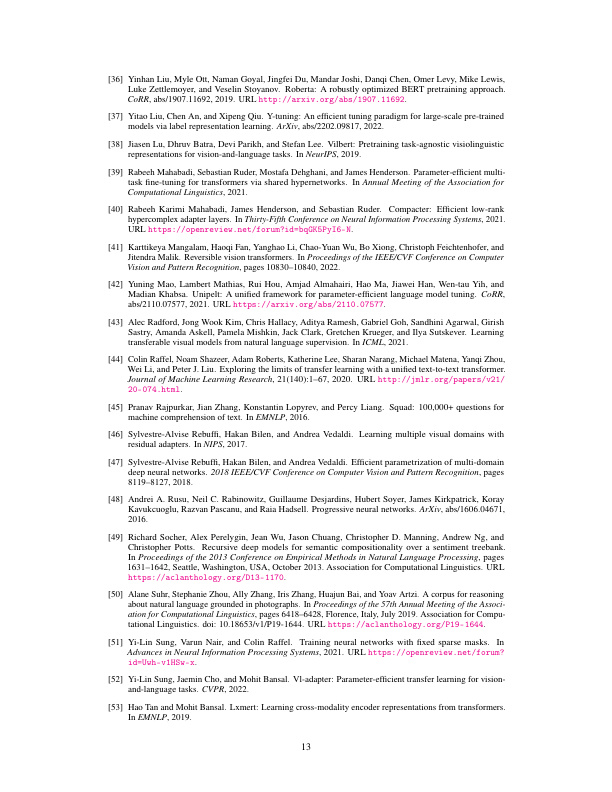 [36] Yinhan Liu, Myle Ott, Naman Goyal, Jingfei Du, Mandar Joshi, Danqi Chen, Omer Levy, Mike Lewis,
Luke Zettlemoyer, and Veselin Stoyanov. Roberta: A robustly optimized BERT pretraining approach.
CoRR, abs/1907.11692, 2019. URL http://arxiv.org/abs/1907.11692.
[37] Yitao Liu, Chen An, and Xipeng Qiu. Y-tuning: An efficient tuning paradigm for large-scale pre-trained
models via label representation learning. ArXiv, abs/2202.09817, 2022.
[38] Jiasen Lu, Dhruv Batra, Devi Parikh, and Stefan Lee. Vilbert: Pretraining task-agnostic visiolinguistic
representations for vision-and-language tasks. In NeurIPS, 2019.
[39] Rabeeh Mahabadi, Sebastian Ruder, Mostafa Dehghani, and James Henderson. Parameter-efficient multi-
task fine-tuning for transformers via shared hypernetworks. In Annual Meeting of the Association for
Computational Linguistics, 2021.
[40] Rabeeh Karimi Mahabadi, James Henderson, and Sebastian Ruder. Compacter: Efficient low-rank
hypercomplex adapter layers. In Thirty-Fifth Conference on Neural Information Processing Systems, 2021.
URL https://openreview.net/forum?id=bqGK5PyI6-N.
[41] Karttikeya Mangalam, Haoqi Fan, Yanghao Li, Chao-Yuan Wu, Bo Xiong, Christoph Feichtenhofer, and
Jitendra Malik. Reversible vision transformers. In Proceedings of the IEEE/CVF Conference on Computer
Vision and Pattern Recognition, pages 10830–10840, 2022.
[42] Yuning Mao, Lambert Mathias, Rui Hou, Amjad Almahairi, Hao Ma, Jiawei Han, Wen-tau Yih, and
Madian Khabsa. Unipelt: A unified framework for parameter-efficient language model tuning. CoRR,
abs/2110.07577, 2021. URL https://arxiv.org/abs/2110.07577.
[43] Alec Radford, Jong Wook Kim, Chris Hallacy, Aditya Ramesh, Gabriel Goh, Sandhini Agarwal, Girish
Sastry, Amanda Askell, Pamela Mishkin, Jack Clark, Gretchen Krueger, and Ilya Sutskever. Learning
transferable visual models from natural language supervision. In ICML, 2021.
[44] Colin Raffel, Noam Shazeer, Adam Roberts, Katherine Lee, Sharan Narang, Michael Matena, Yanqi Zhou,
Wei Li, and Peter J. Liu. Exploring the limits of transfer learning with a unified text-to-text transformer.
Journal of Machine Learning Research, 21(140):1–67, 2020. URL http://jmlr.org/papers/v21/
20-074.html.
[45] Pranav Rajpurkar, Jian Zhang, Konstantin Lopyrev, and Percy Liang. Squad: 100,000+ questions for
machine comprehension of text. In EMNLP, 2016.
[46] Sylvestre-Alvise Rebuffi, Hakan Bilen, and Andrea Vedaldi. Learning multiple visual domains with
residual adapters. In NIPS, 2017.
[47] Sylvestre-Alvise Rebuffi, Hakan Bilen, and Andrea Vedaldi. Efficient parametrization of multi-domain
deep neural networks. 2018 IEEE/CVF Conference on Computer Vision and Pattern Recognition, pages
8119–8127, 2018.
[48] Andrei A. Rusu, Neil C. Rabinowitz, Guillaume Desjardins, Hubert Soyer, James Kirkpatrick, Koray
Kavukcuoglu, Razvan Pascanu, and Raia Hadsell. Progressive neural networks. ArXiv, abs/1606.04671,
2016.
[49] Richard Socher, Alex Perelygin, Jean Wu, Jason Chuang, Christopher D. Manning, Andrew Ng, and
Christopher Potts. Recursive deep models for semantic compositionality over a sentiment treebank.
In Proceedings of the 2013 Conference on Empirical Methods in Natural Language Processing, pages
1631–1642, Seattle, Washington, USA, October 2013. Association for Computational Linguistics. URL
https://aclanthology.org/D13-1170.
[50] Alane Suhr, Stephanie Zhou, Ally Zhang, Iris Zhang, Huajun Bai, and Yoav Artzi. A corpus for reasoning
about natural language grounded in photographs. In Proceedings of the 57th Annual Meeting of the Associ-
ation for Computational Linguistics, pages 6418–6428, Florence, Italy, July 2019. Association for Compu-
tational Linguistics. doi: 10.18653/v1/P19-1644. URL https://aclanthology.org/P19-1644.
[51] Yi-Lin Sung, Varun Nair, and Colin Raffel. Training neural networks with fixed sparse masks. In
Advances in Neural Information Processing Systems, 2021. URL https://openreview.net/forum?
id=Uwh-v1HSw-x.
[52] Yi-Lin Sung, Jaemin Cho, and Mohit Bansal. Vl-adapter: Parameter-efficient transfer learning for vision-
and-language tasks. CVPR, 2022.
[53] Hao Tan and Mohit Bansal. Lxmert: Learning cross-modality encoder representations from transformers.
In EMNLP, 2019.
13